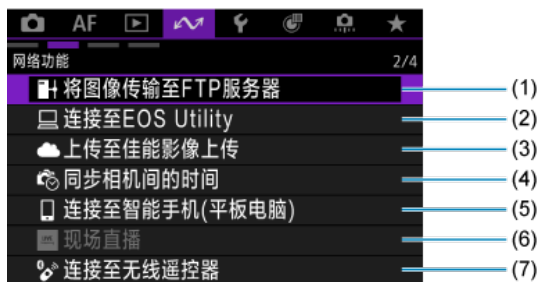 AF
网络功能 2/4
将图像传输至FTP服务器 (1)
连接至EOS Utility (2)
上传至佳能影像上传 (3)
同步相机间的时间 (4)
连接至智能手机(平板电脑) (5)
现场直播 (6)
连接至无线遥控器 (7)